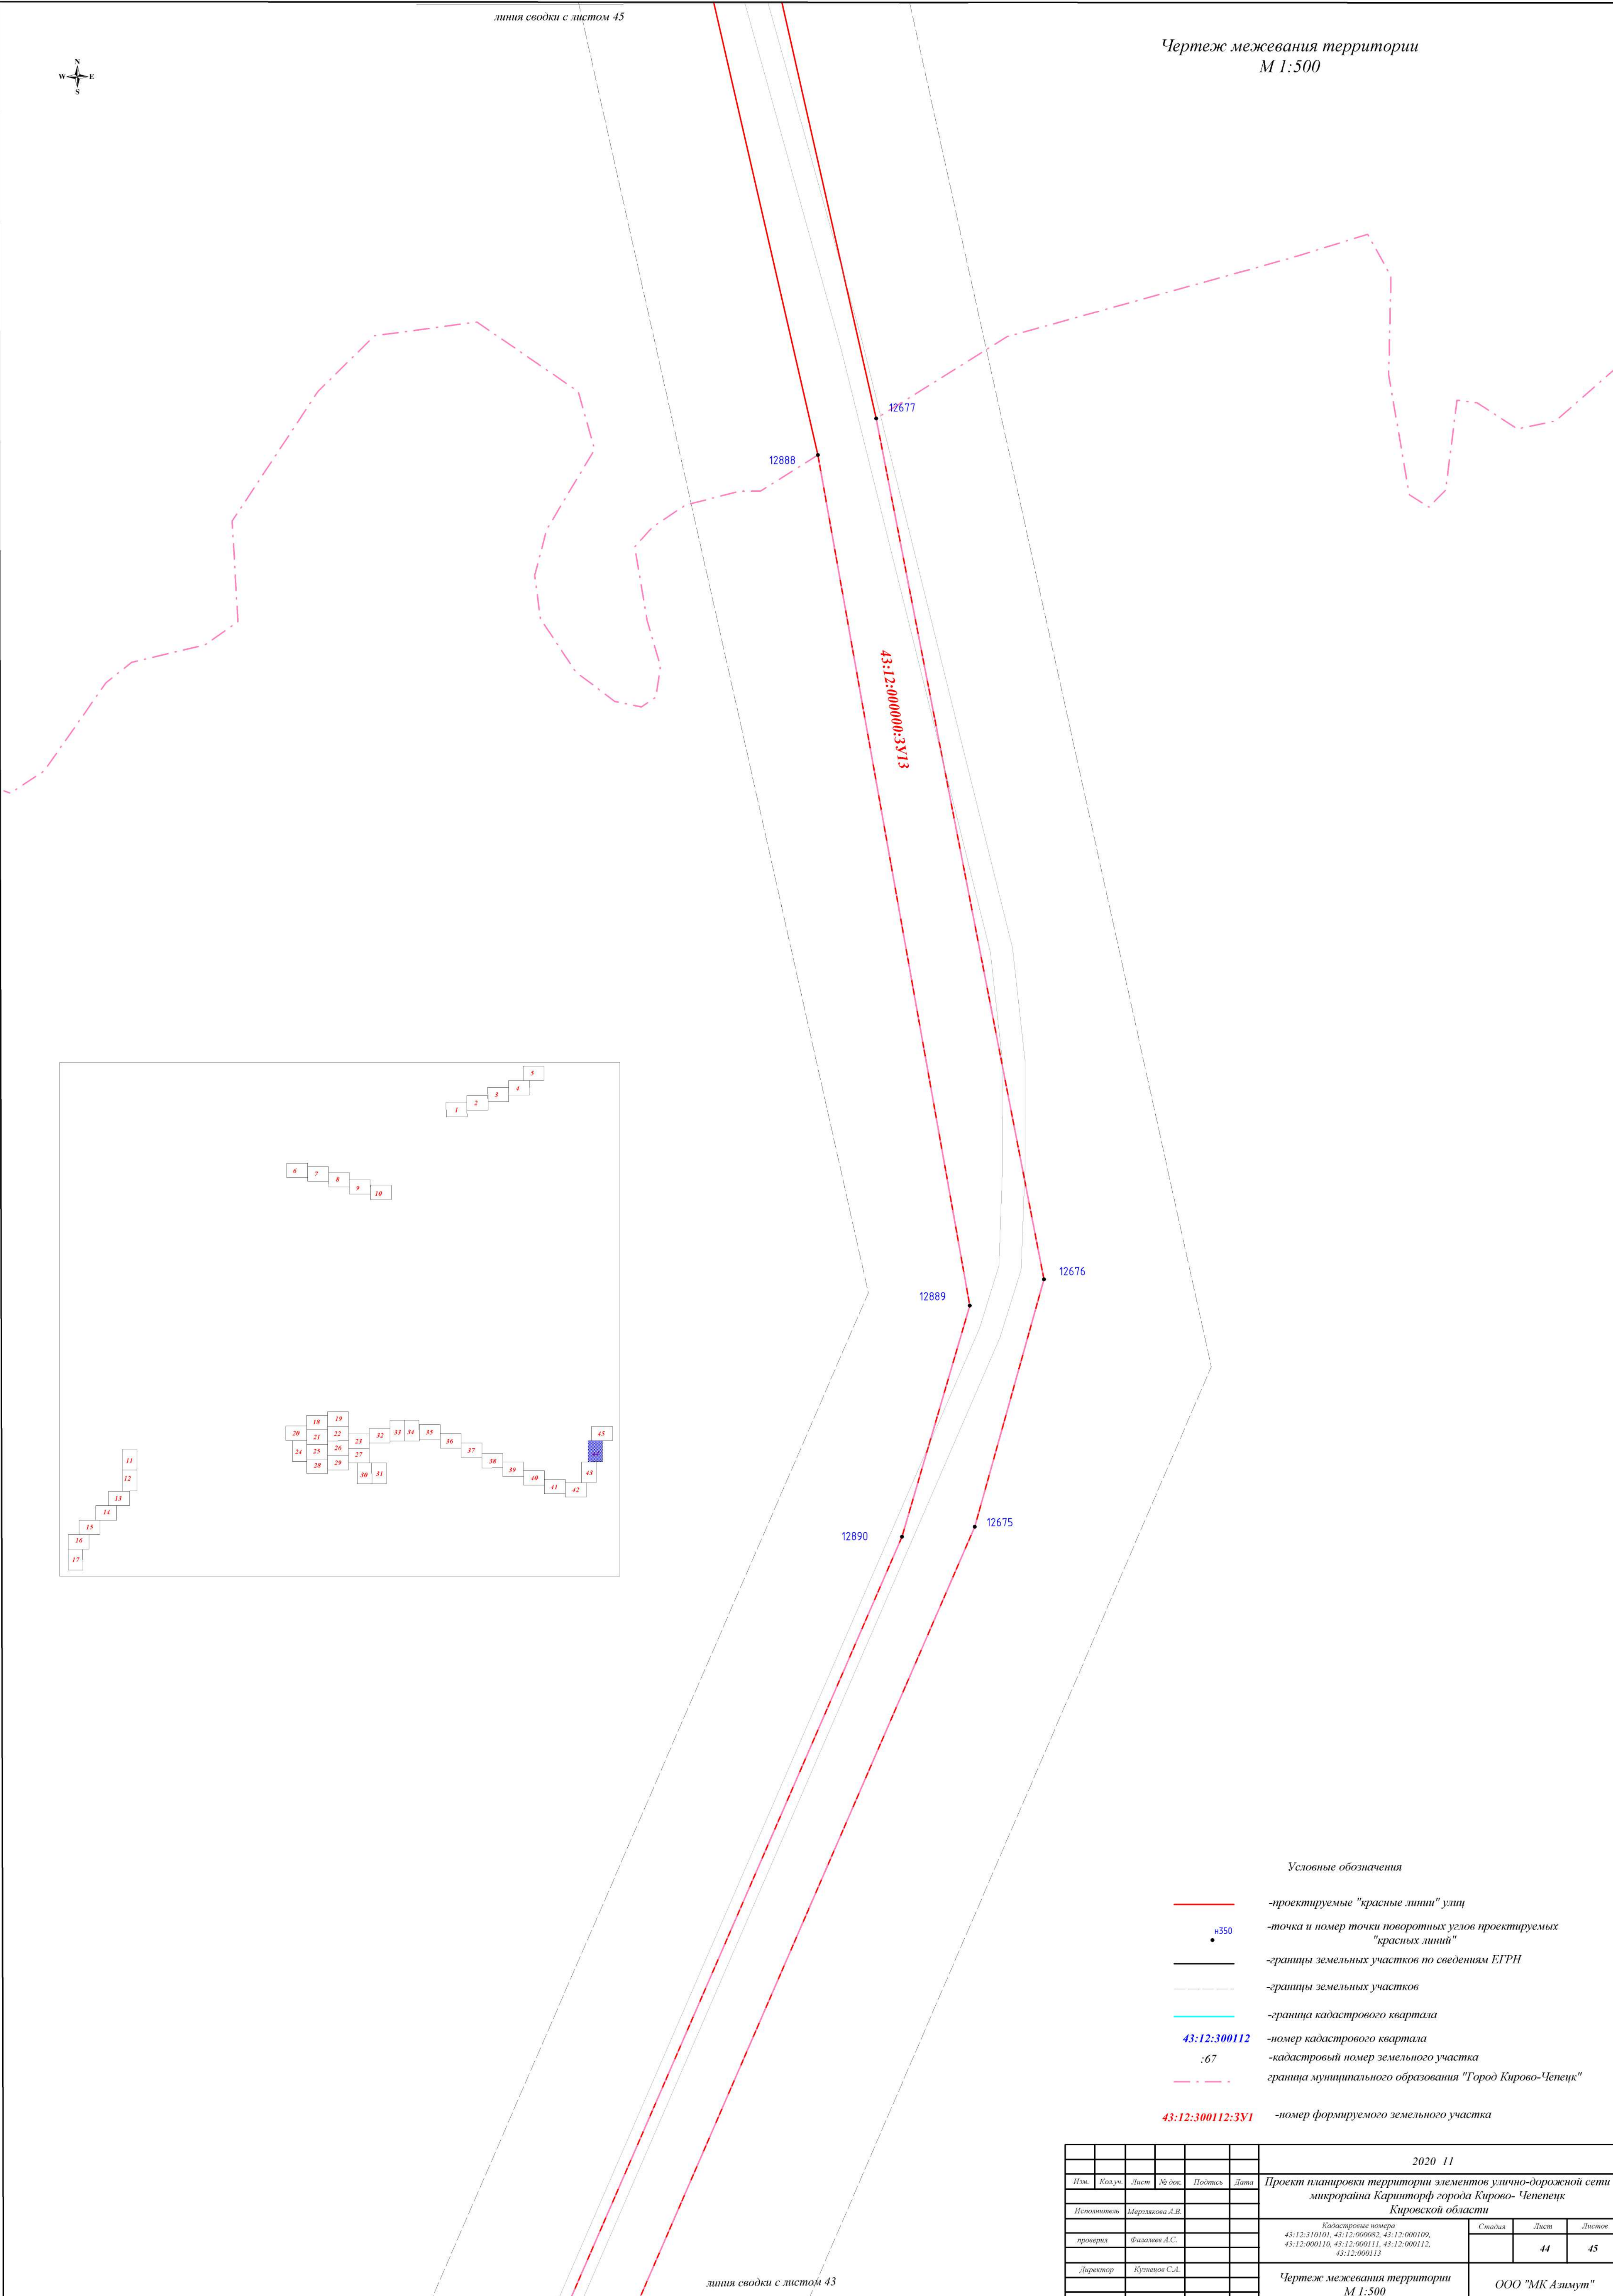 линия сводки с листом 45
Чертеж межевания территории
М 1:500
N
W E
S
12677
12888
43:12:000000:ЗУ13
12676
12889
12675
12890
5
4
3
2
1
6
7
8
9
10
19
18
20
22
21
23
32
33
34
35
45
24
25
26
27
36
37
44
28
29
30
31
38
39
40
41
42
43
11
12
13
14
15
16
17
Условные обозначения
-проектируемые "красные линии" улиц
н350
-точка и номер точки поворотных углов проектируемых
"красных линий"
-границы земельных участков по сведениям ЕГРН
-границы земельных участков
-граница кадастрового квартала
43:12:300112 -номер кадастрового квартала
:67 -кадастровый номер земельного участка
граница муниципального образования "Город Кирово-Чепецк"
43:12:300112:ЗУ1 -номер формируемого земельного участка
2020 11
Изм. Кол.уч. Лист № док. Подпись Дата
Проект планировки территории элементов улично-дорожной сети
микрорайна Каринторф города Кирово- Чепепецк
Кировской области
Исполнитель Мерзлякова А.В.
проверил Фалалеев А.С.
Директор Кузнецов С.А.
Кадастровые номера
43:12:310101, 43:12:000082, 43:12:000109,
43:12:000110, 43:12:000111, 43:12:000112,
43:12:000113
Стадия Лист Листов
44 45
Чертеж межевания территории
М 1:500
ООО "МК Азимут"
линия сводки с листом 43